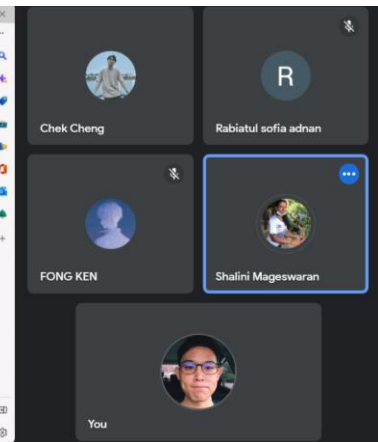 Chek Cheng
R
Rabiatul sofia adnan
FONG KEN
Shalini Mageswaran
You